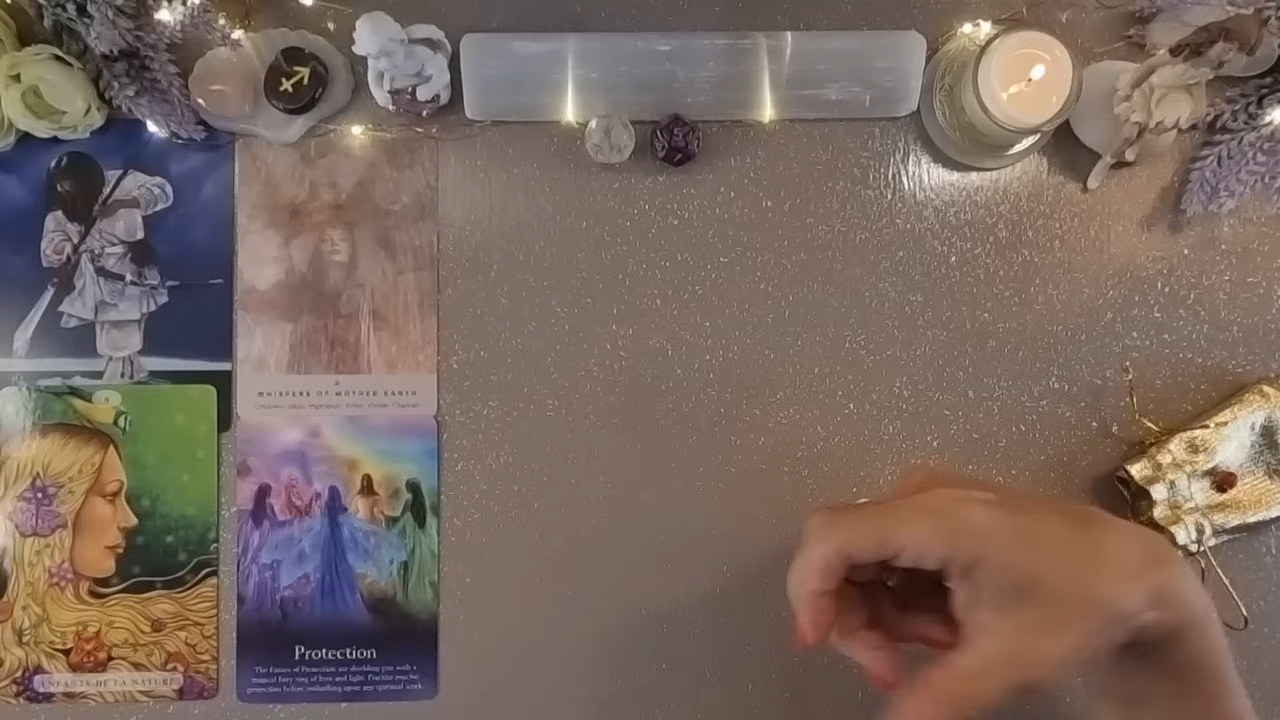 WHISPERS OF MOTHER EARTH
ENFANTS DE LA NATURE
Protection
The Fairies of Protection are shielding you with a
magical fairy ring of love and light. Practise psychic
protection before embarking upon any spiritual work.